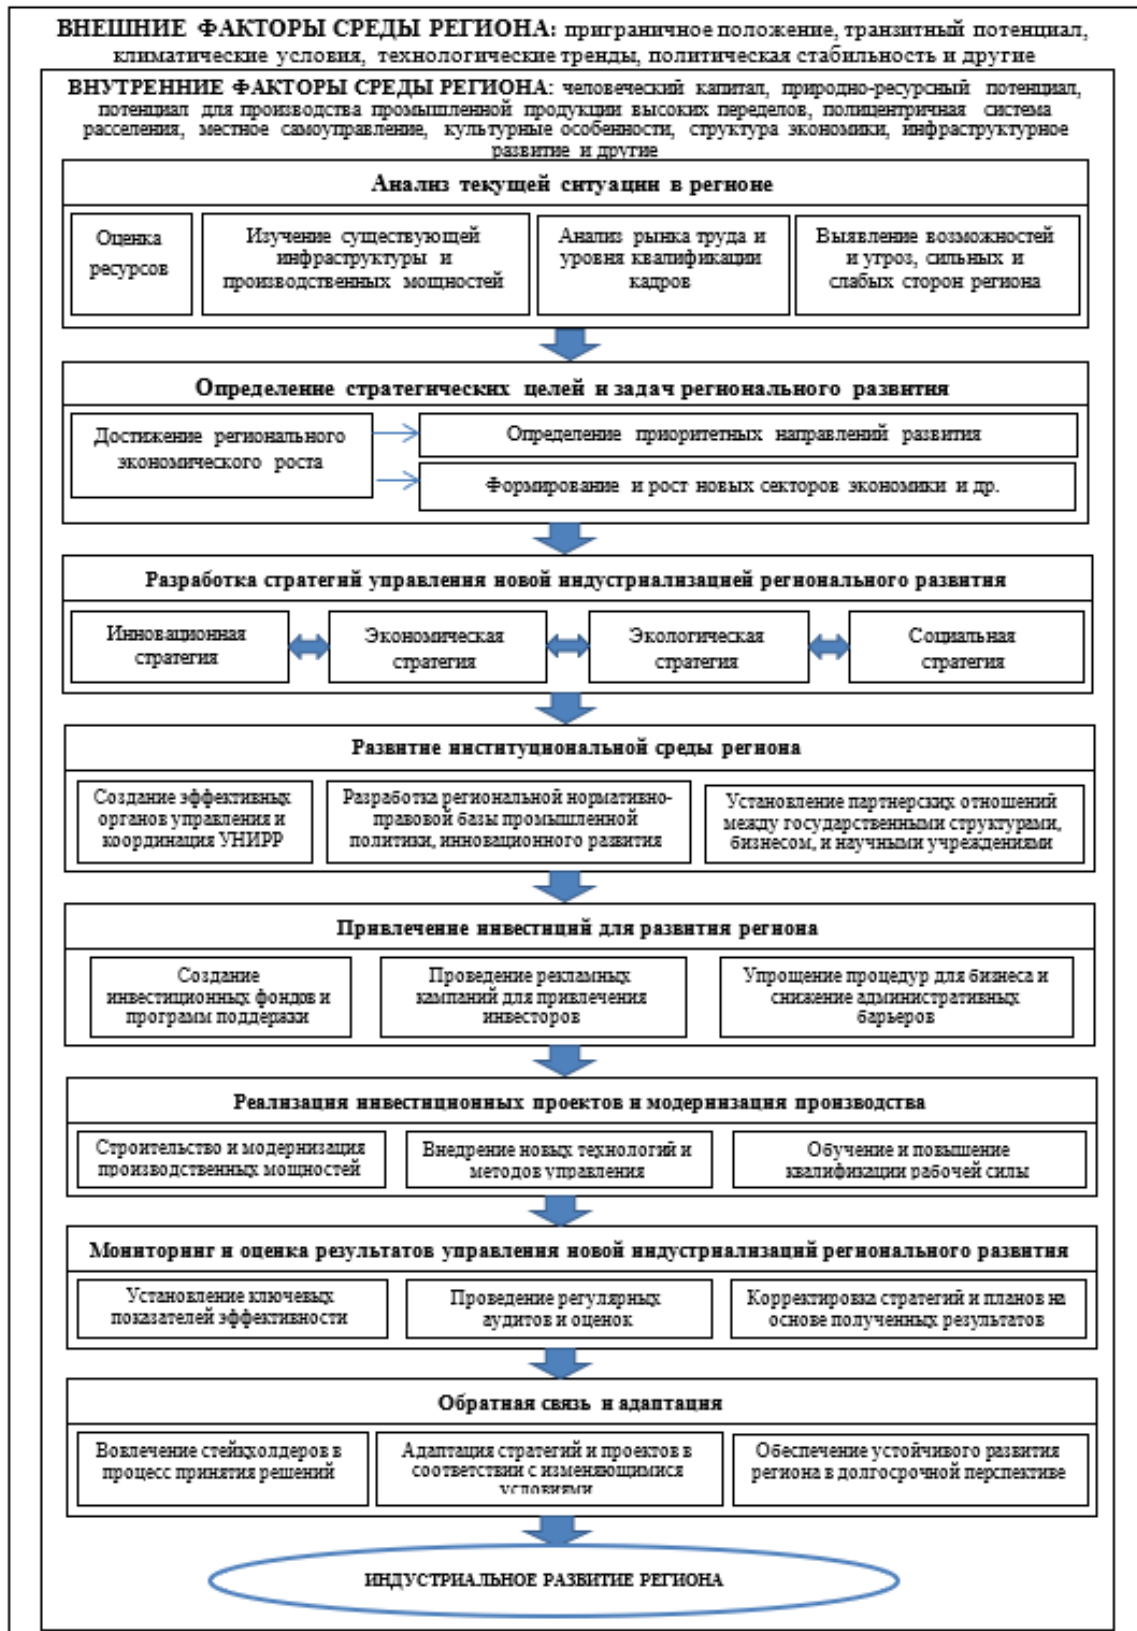 ВНЕШНИЕ ФАКТОРЫ СРЕДЫ РЕГИОНА: приграничное положение, транзитный потенциал,
климатические условия, технологические тренды, политическая стабильность и другие
ВНУТРЕННИЕ ФАКТОРЫ СРЕДЫ РЕГИОНА: человеческий капитал, природно-ресурсный потенциал,
потенциал для производства промышленной продукции высоких переделов, полицентричная система
расселения, местное самоуправление, культурные особенности, структура экономики, инфраструктурное
развитие и другие
Анализ текущей ситуации в регионе
Оценка
ресурсов
Изучение существующей
инфраструктуры и
производственных мощностей
Анализ рынка труда и
уровня квалификации
кадров
Выявление возможностей
и угроз, сильных и
слабых сторон региона
Определение стратегических целей и задач регионального развития
Достижение регионального
экономического роста
Определение приоритетных направлений развития
Формирование и рост новых секторов экономики и др.
Разработка стратегий управления новой индустриализацией регионального развития
Инновационная
стратегия
Экономическая
стратегия
Экологическая
стратегия
Социальная
стратегия
Развитие институциональной среды региона
Создание эффективных
органов управления и
координация УНИРР
Разработка региональной нормативно-
правовой базы промышленной
политики, инновационного развития
Установление партнерских отношений
между государственными структурами,
бизнесом, и научными учреждениями
Привлечение инвестиций для развития региона
Создание
инвестиционных фондов и
программ поддержки
Проведение рекламных
кампаний для привлечения
инвесторов
Упрощение процедур для бизнеса и
снижение административных
барьеров
Реализация инвестиционных проектов и модернизация производства
Строительство и модернизация
производственных мощностей
Внедрение новых технологий и
методов управления
Обучение и повышение
квалификации рабочей силы
Мониторинг и оценка результатов управления новой индустриализаций регионального развития
Установление ключевых
показателей эффективности
Проведение регулярных
аудитов и оценок
Корректировка стратегий и планов на
основе полученных результатов
Обратная связь и адаптация
Вовлечение стейкхолдеров в
процесс принятия решений
Адаптация стратегий и проектов в
соответствии с изменяющимися
условиями
Обеспечение устойчивого развития
региона в долгосрочной перспективе
ИНДУСТРИАЛЬНОЕ РАЗВИТИЕ РЕГИОНА